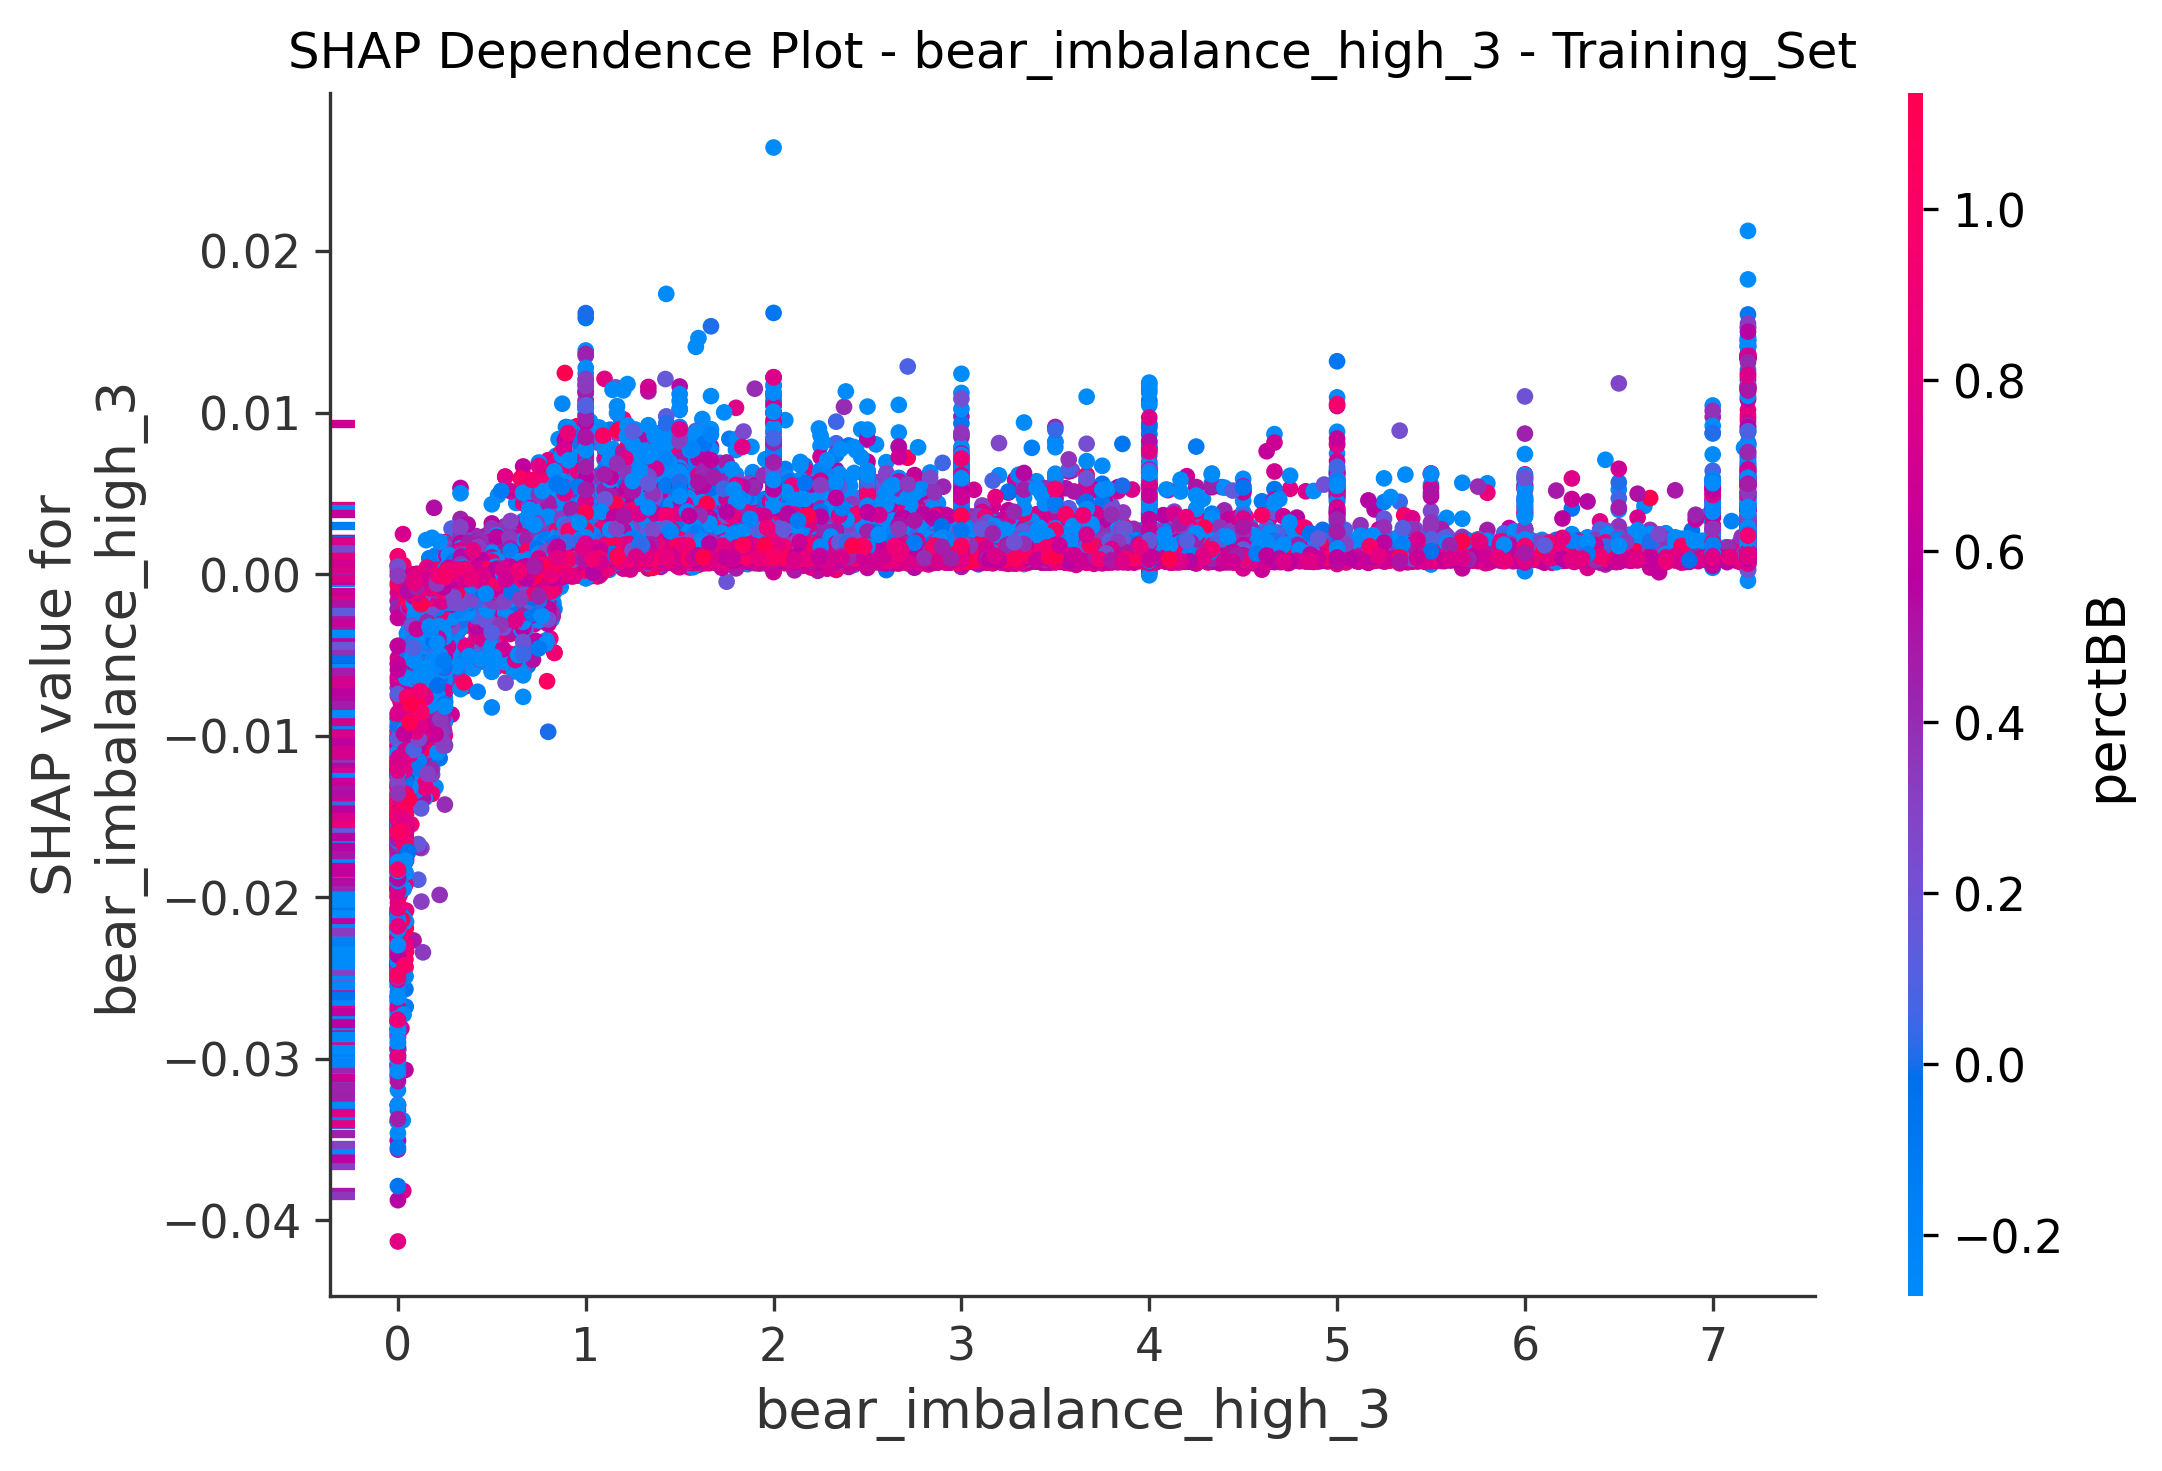 SHAP Dependence Plot - bear_imbalance_high_3 - Training_Set
SHAP value for
bear_imbalance_high_3
0.02
0.01
0.00
−0.01
−0.02
−0.03
−0.04
0 1 2 3 4 5 6 7
bear_imbalance_high_3
1.0
0.8
0.6
0.4
0.2
0.0
−0.2
perctBB